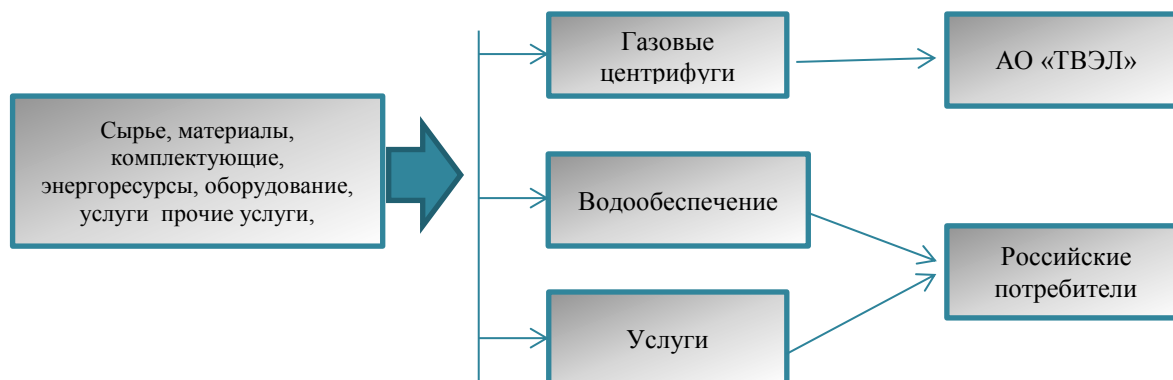 Сырье, материалы,
комплектующие,
энергоресурсы, оборудование,
услуги прочие услуги,
Газовые
центрифуги
Водообеспечение
Услуги
АО «ТВЭЛ»
Российские
потребители